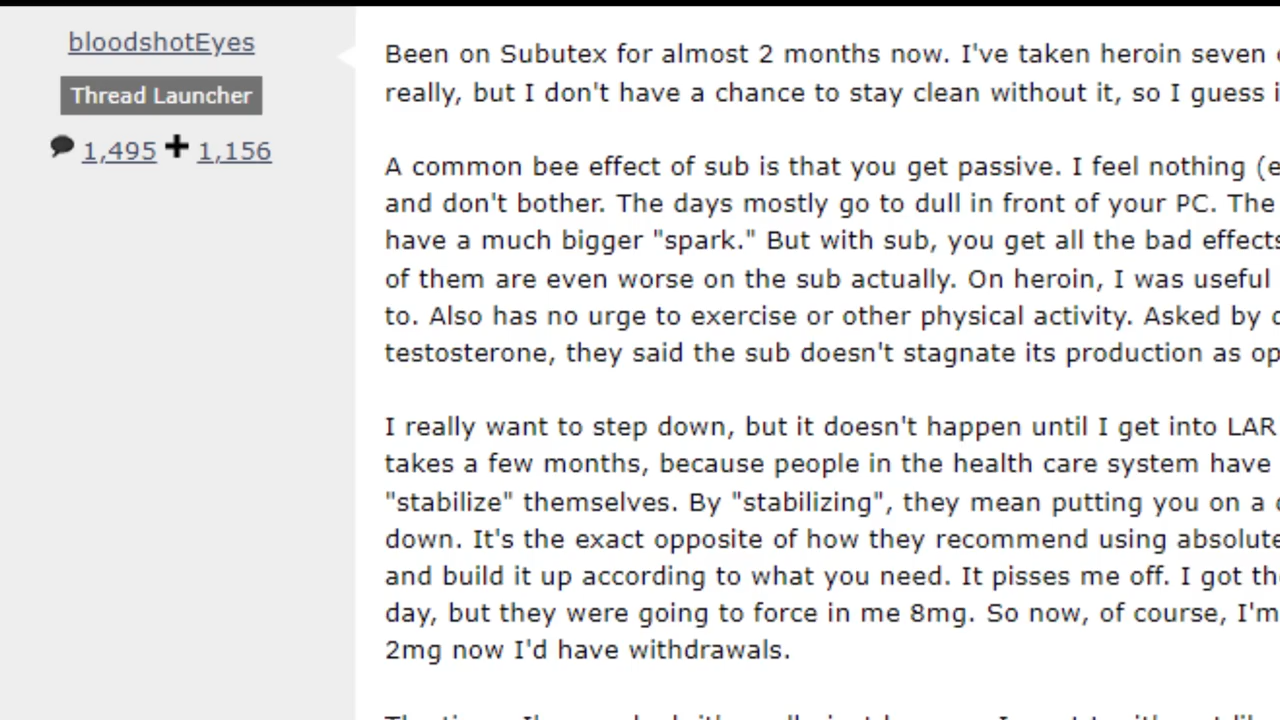 bloodshotEyes
Thread Launcher
1,495 1,156
Been on Subutex for almost 2 months now. I've taken heroin seven
really, but I don't have a chance to stay clean without it, so I guess
A common bee effect of sub is that you get passive. I feel nothing
and don't bother. The days mostly go to dull in front of your PC. The
have a much bigger "spark." But with sub, you get all the bad effects
of them are even worse on the sub actually. On heroin, I was useful
to. Also has no urge to exercise or other physical activity. Asked by
testosterone, they said the sub doesn't stagnate its production as
I really want to step down, but it doesn't happen until I get into LAR
takes a few months, because people in the health care system have
"stabilize" themselves. By "stabilizing", they mean putting you on a
down. It's the exact opposite of how they recommend using
and build it up according to what you need. It pisses me off. I got
day, but they were going to force in me 8mg. So now, of course, I'm
2mg now I'd have withdrawals.